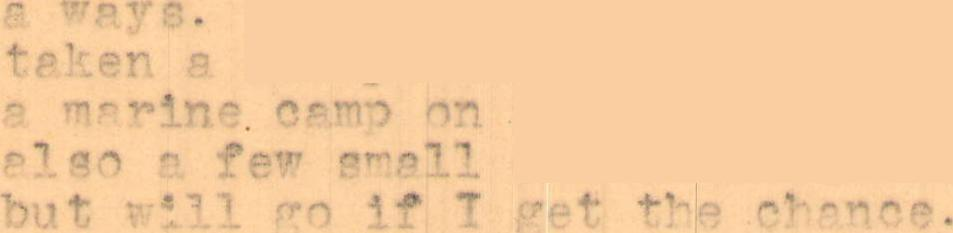 a ways.
taken a
a marine camp on
also a few small
but will go if I get the chance.